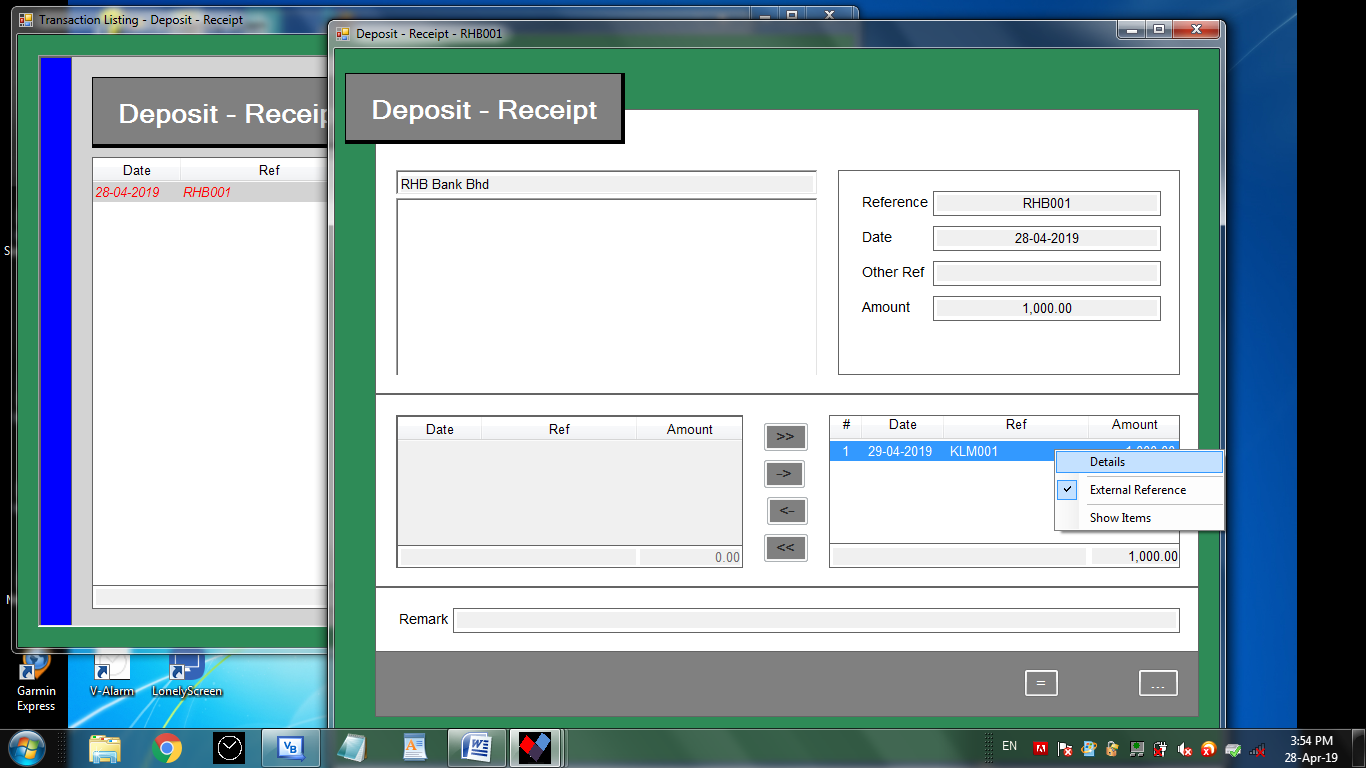 Transaction Listing - Deposit - Receipt
Deposit - Receipt - RHB001
Deposit - Receipt
Date Ref
28-04-2019 RHB001
Deposit - Receipt
RHB Bank Bhd
Reference RHB001
Date 28-04-2019
Other Ref
Amount 1,000.00
Date Ref Amount
0.00
>>
->
<-
<<
# Date Ref Amount
1 29-04-2019 KLM001 1,000.00
Details
External Reference
Show Items
1,000.00
Remark
=
...
Garmin
Express
V-Alarm
LonelyScreen
EN
3:54 PM
28-Apr-19